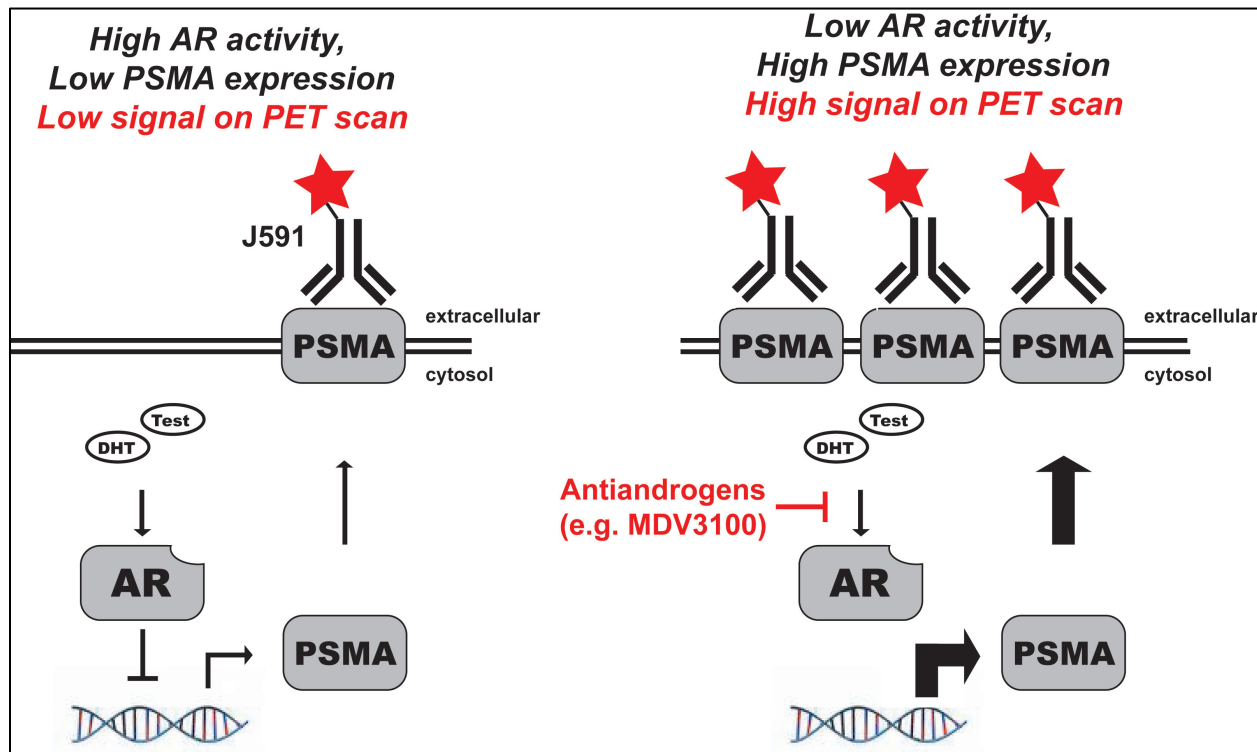 High AR activity,
Low PSMA expression
Low signal on PET scan
J591
PSMA
extracellular
cytosol
Test
DHT
AR
PSMA
Low AR activity,
High PSMA expression
High signal on PET scan
PSMA
PSMA
PSMA
extracellular
cytosol
Test
DHT
Antiandrogens
(e.g. MDV3100)
AR
PSMA